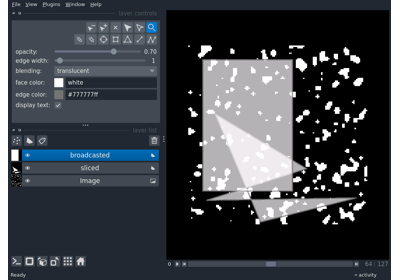 File View Plugins Window Help
layer controls
opacity: 0.70
edge width: 1
blending: translucent
face color: white
edge color: #777777ff
display text:
layer list
broadcasted
sliced
Image
64 127
Ready
activity